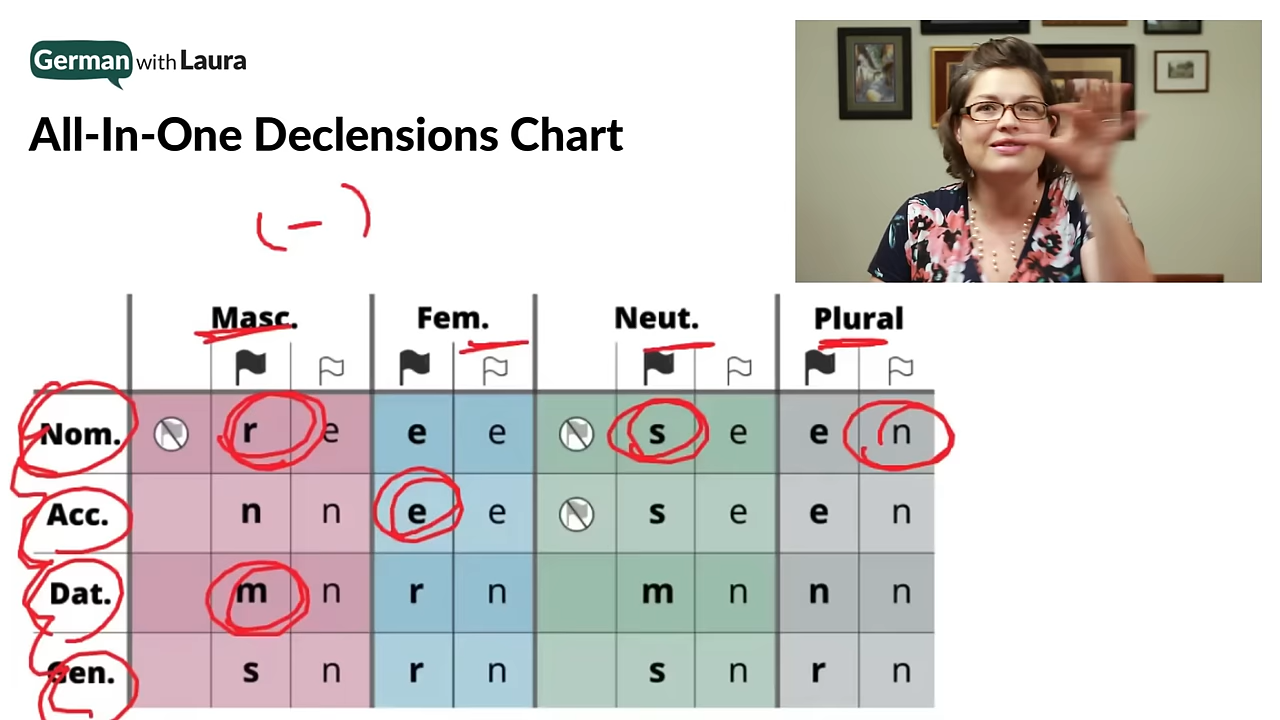 German with Laura
All-In-One Declensions Chart
( - )
Masc. Fem. Neut. Plural
Nom. r e e e s e e n
Acc. n n e e s e e n
Dat. m n r n m n n n
Gen. s n r n s n r n